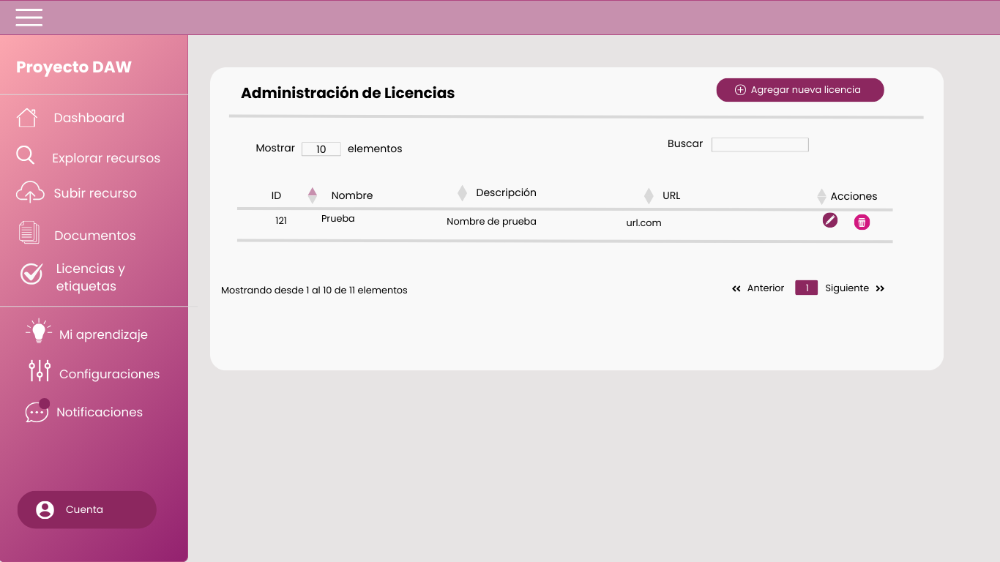 Proyecto DAW
Dashboard
Explorar recursos
Subir recurso
Documentos
Licencias y
etiquetas
Mi aprendizaje
Configuraciones
Notificaciones
Cuenta
Administración de Licencias
Agregar nueva licencia
Mostrar 10 elementos
Buscar
ID Nombre Descripción URL Acciones
121 Prueba Nombre de prueba url.com
Mostrando desde 1 al 10 de 11 elementos
Anterior 1 Siguiente